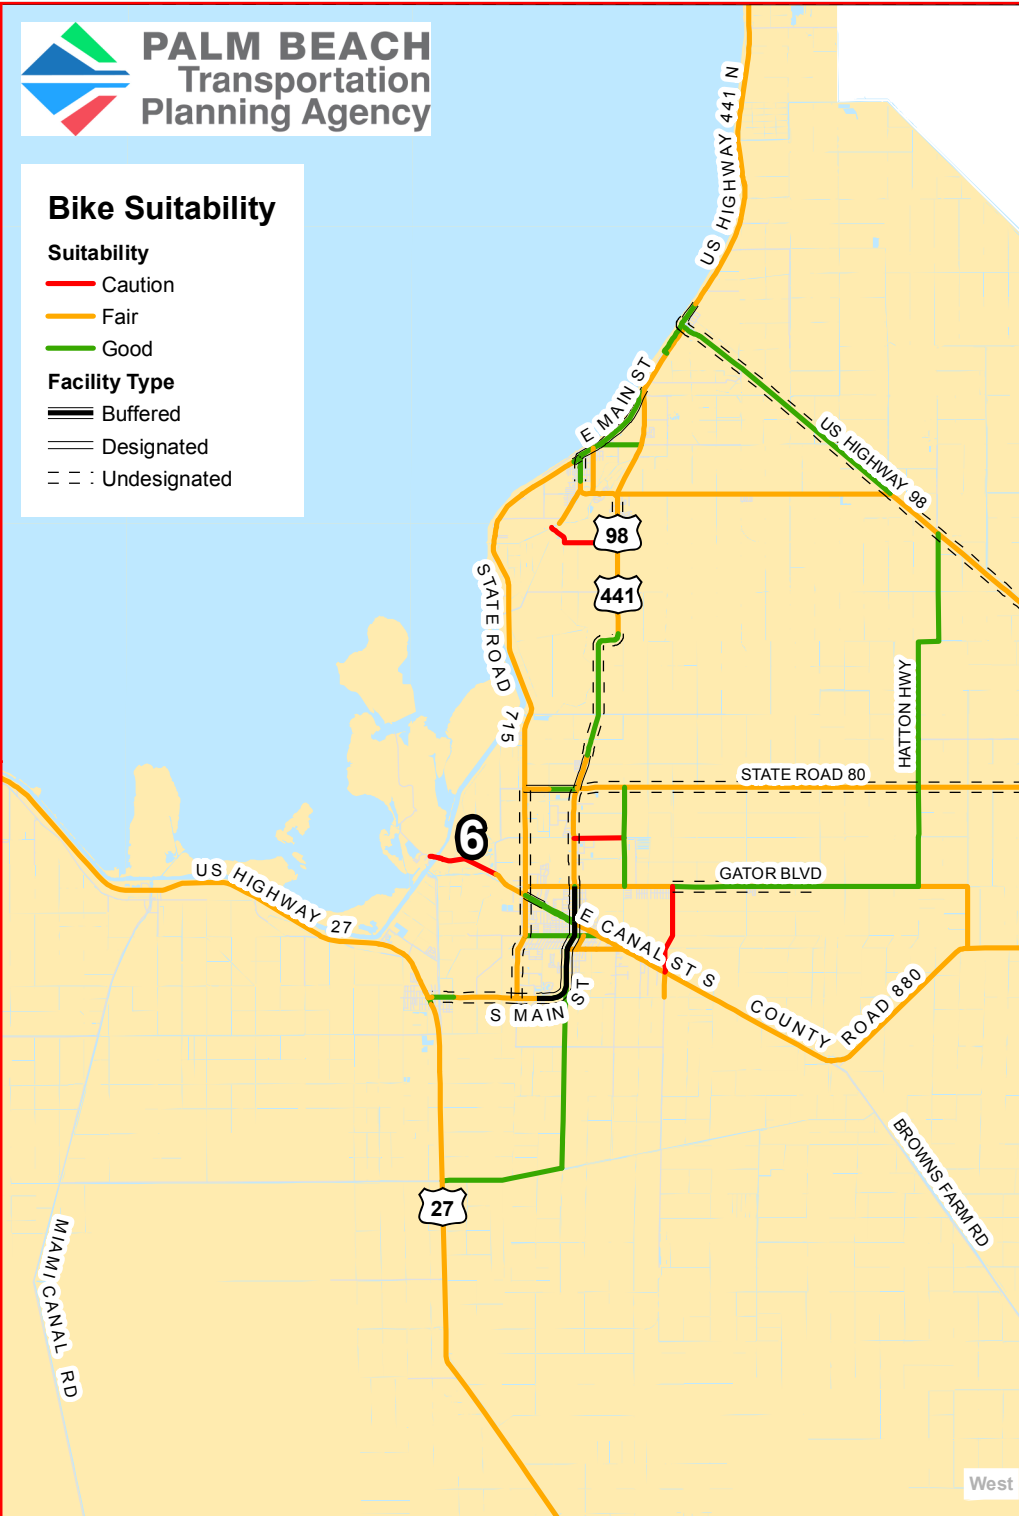 PALM BEACH
Transportation
Planning Agency
Bike Suitability
Suitability
Caution
Fair
Good
Facility Type
Buffered
Designated
Undesignated
US HIGHWAY 441 N
E MAIN ST
US HIGHWAY 98
98
441
STATE ROAD 715
HATTON HWY
STATE ROAD 80
6
GATOR BLVD
US HIGHWAY 27
E CANAL ST S
S MAIN ST
COUNTY ROAD 880
BROWNS FARM RD
27
MIAMI CANAL RD
West